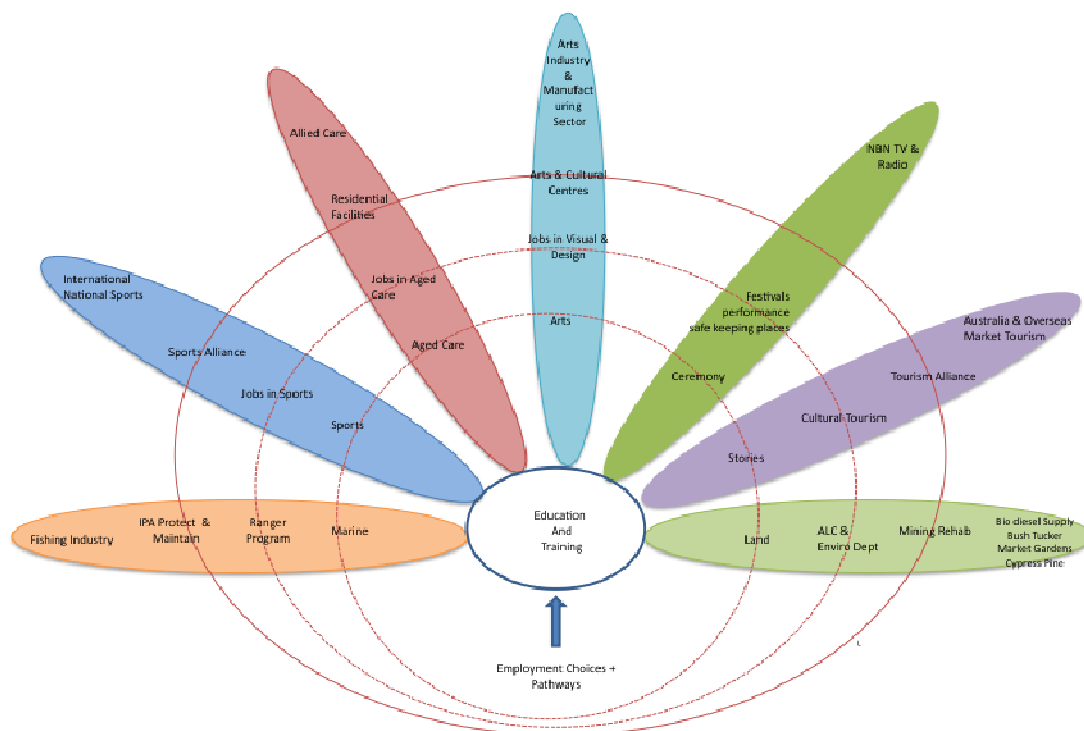 Arts
Industry
&
Manufact
uring
Sector
Arts & Cultural
Centres
Jobs in Visual &
Design
Arts
Allied Care
Residential
Facilities
Jobs in Aged
Care
Aged Care
INBN TV &
Radio
Festivals
performance
safe keeping places
Ceremony
International
National Sports
Sports Alliance
Jobs in Sports
Sports
Australia & Overseas
Market Tourism
Tourism Alliance
Cultural Tourism
Stories
Fishing Industry
IPA Protect &
Maintain
Ranger
Program
Marine
Education
And
Training
Land
ALC &
Enviro Dept
Mining Rehab
Bio-diesel Supply
Bush Tucker
Market Gardens
Cypress Pine
Employment Choices +
Pathways